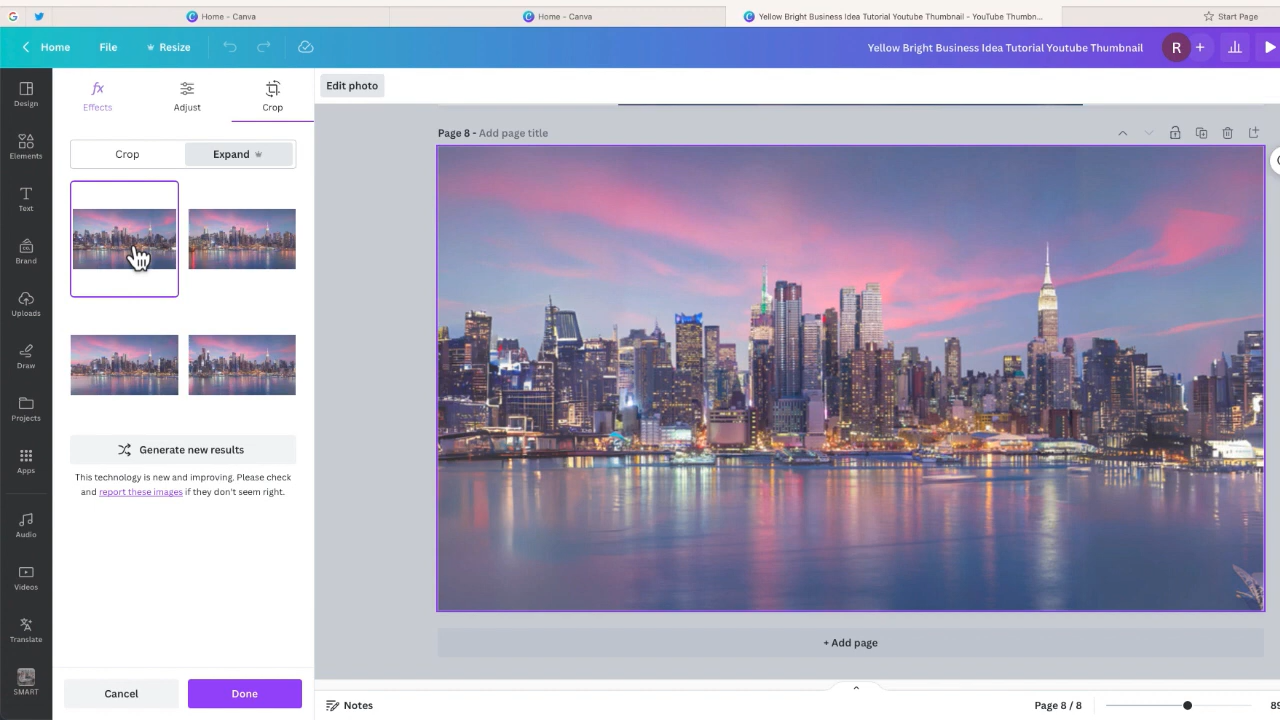 Home - Canva
Home - Canva
Yellow Bright Business Idea Tutorial Youtube Thumbnail - YouTube Thumbn...
Start Page
Home
File
Resize
Yellow Bright Business Idea Tutorial Youtube Thumbnail
R
Design
Elements
Text
Brand
Uploads
Draw
Projects
Apps
Audio
Videos
Translate
SMART
fx
Effects
Adjust
Crop
Crop
Expand
Generate new results
This technology is new and improving. Please check
and report these images if they don't seem right.
Cancel
Done
Edit photo
Page 8 - Add page title
+ Add page
Notes
Page 8 / 8